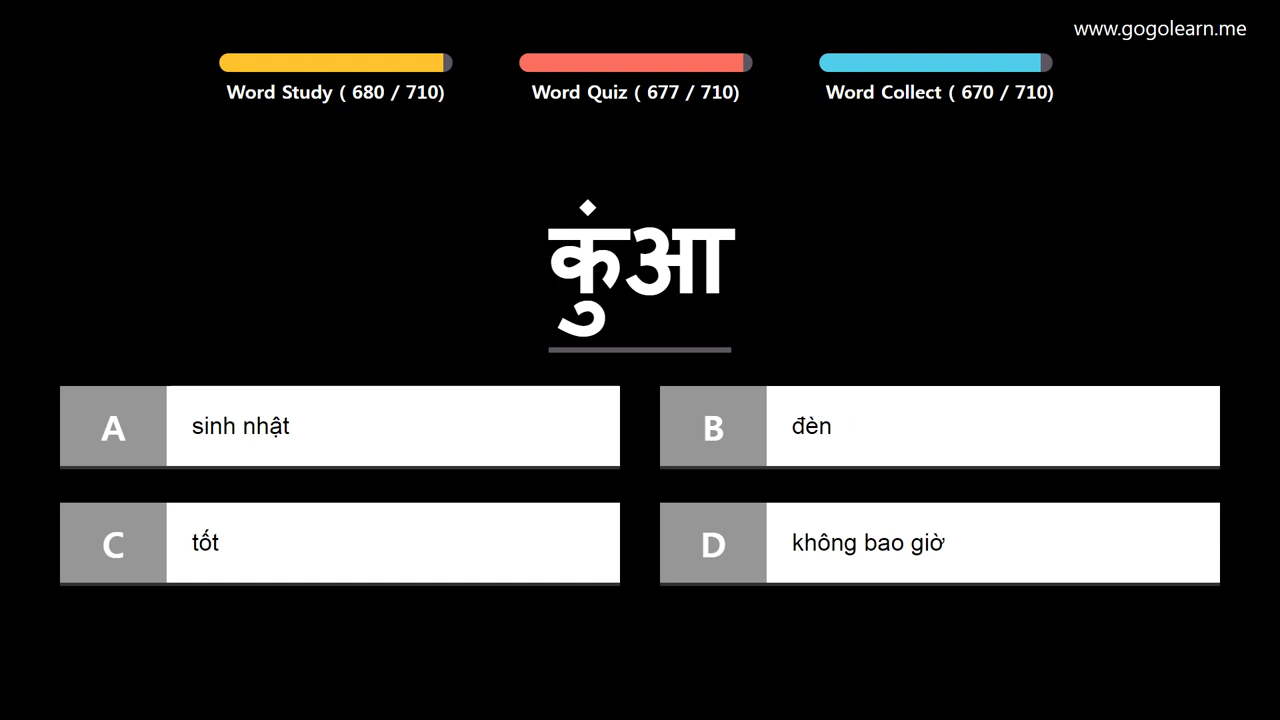 www.gogolearn.me
Word Study ( 680 / 710)
Word Quiz ( 677 / 710)
Word Collect ( 670 / 710)
कुंआ
A sinh nhật
B đèn
C tốt
D không bao giờ